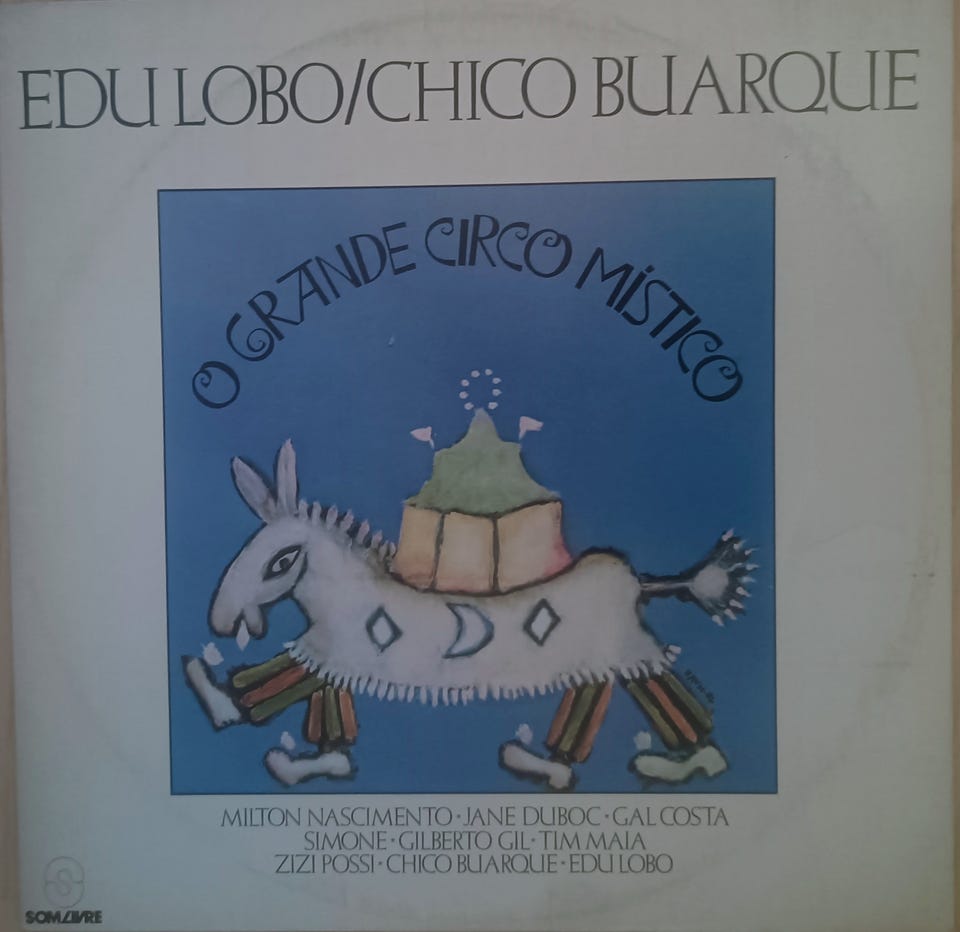 EDU LOBO/CHICO BUARQUE
O GRANDE CIRCO MÍSTICO
MILTON NASCIMENTO · JANE DUBOC · GAL COSTA
SIMONE · GILBERTO GIL · TIM MAIA
ZIZI POSSI · CHICO BUARQUE · EDU LOBO
SOM LIVRE